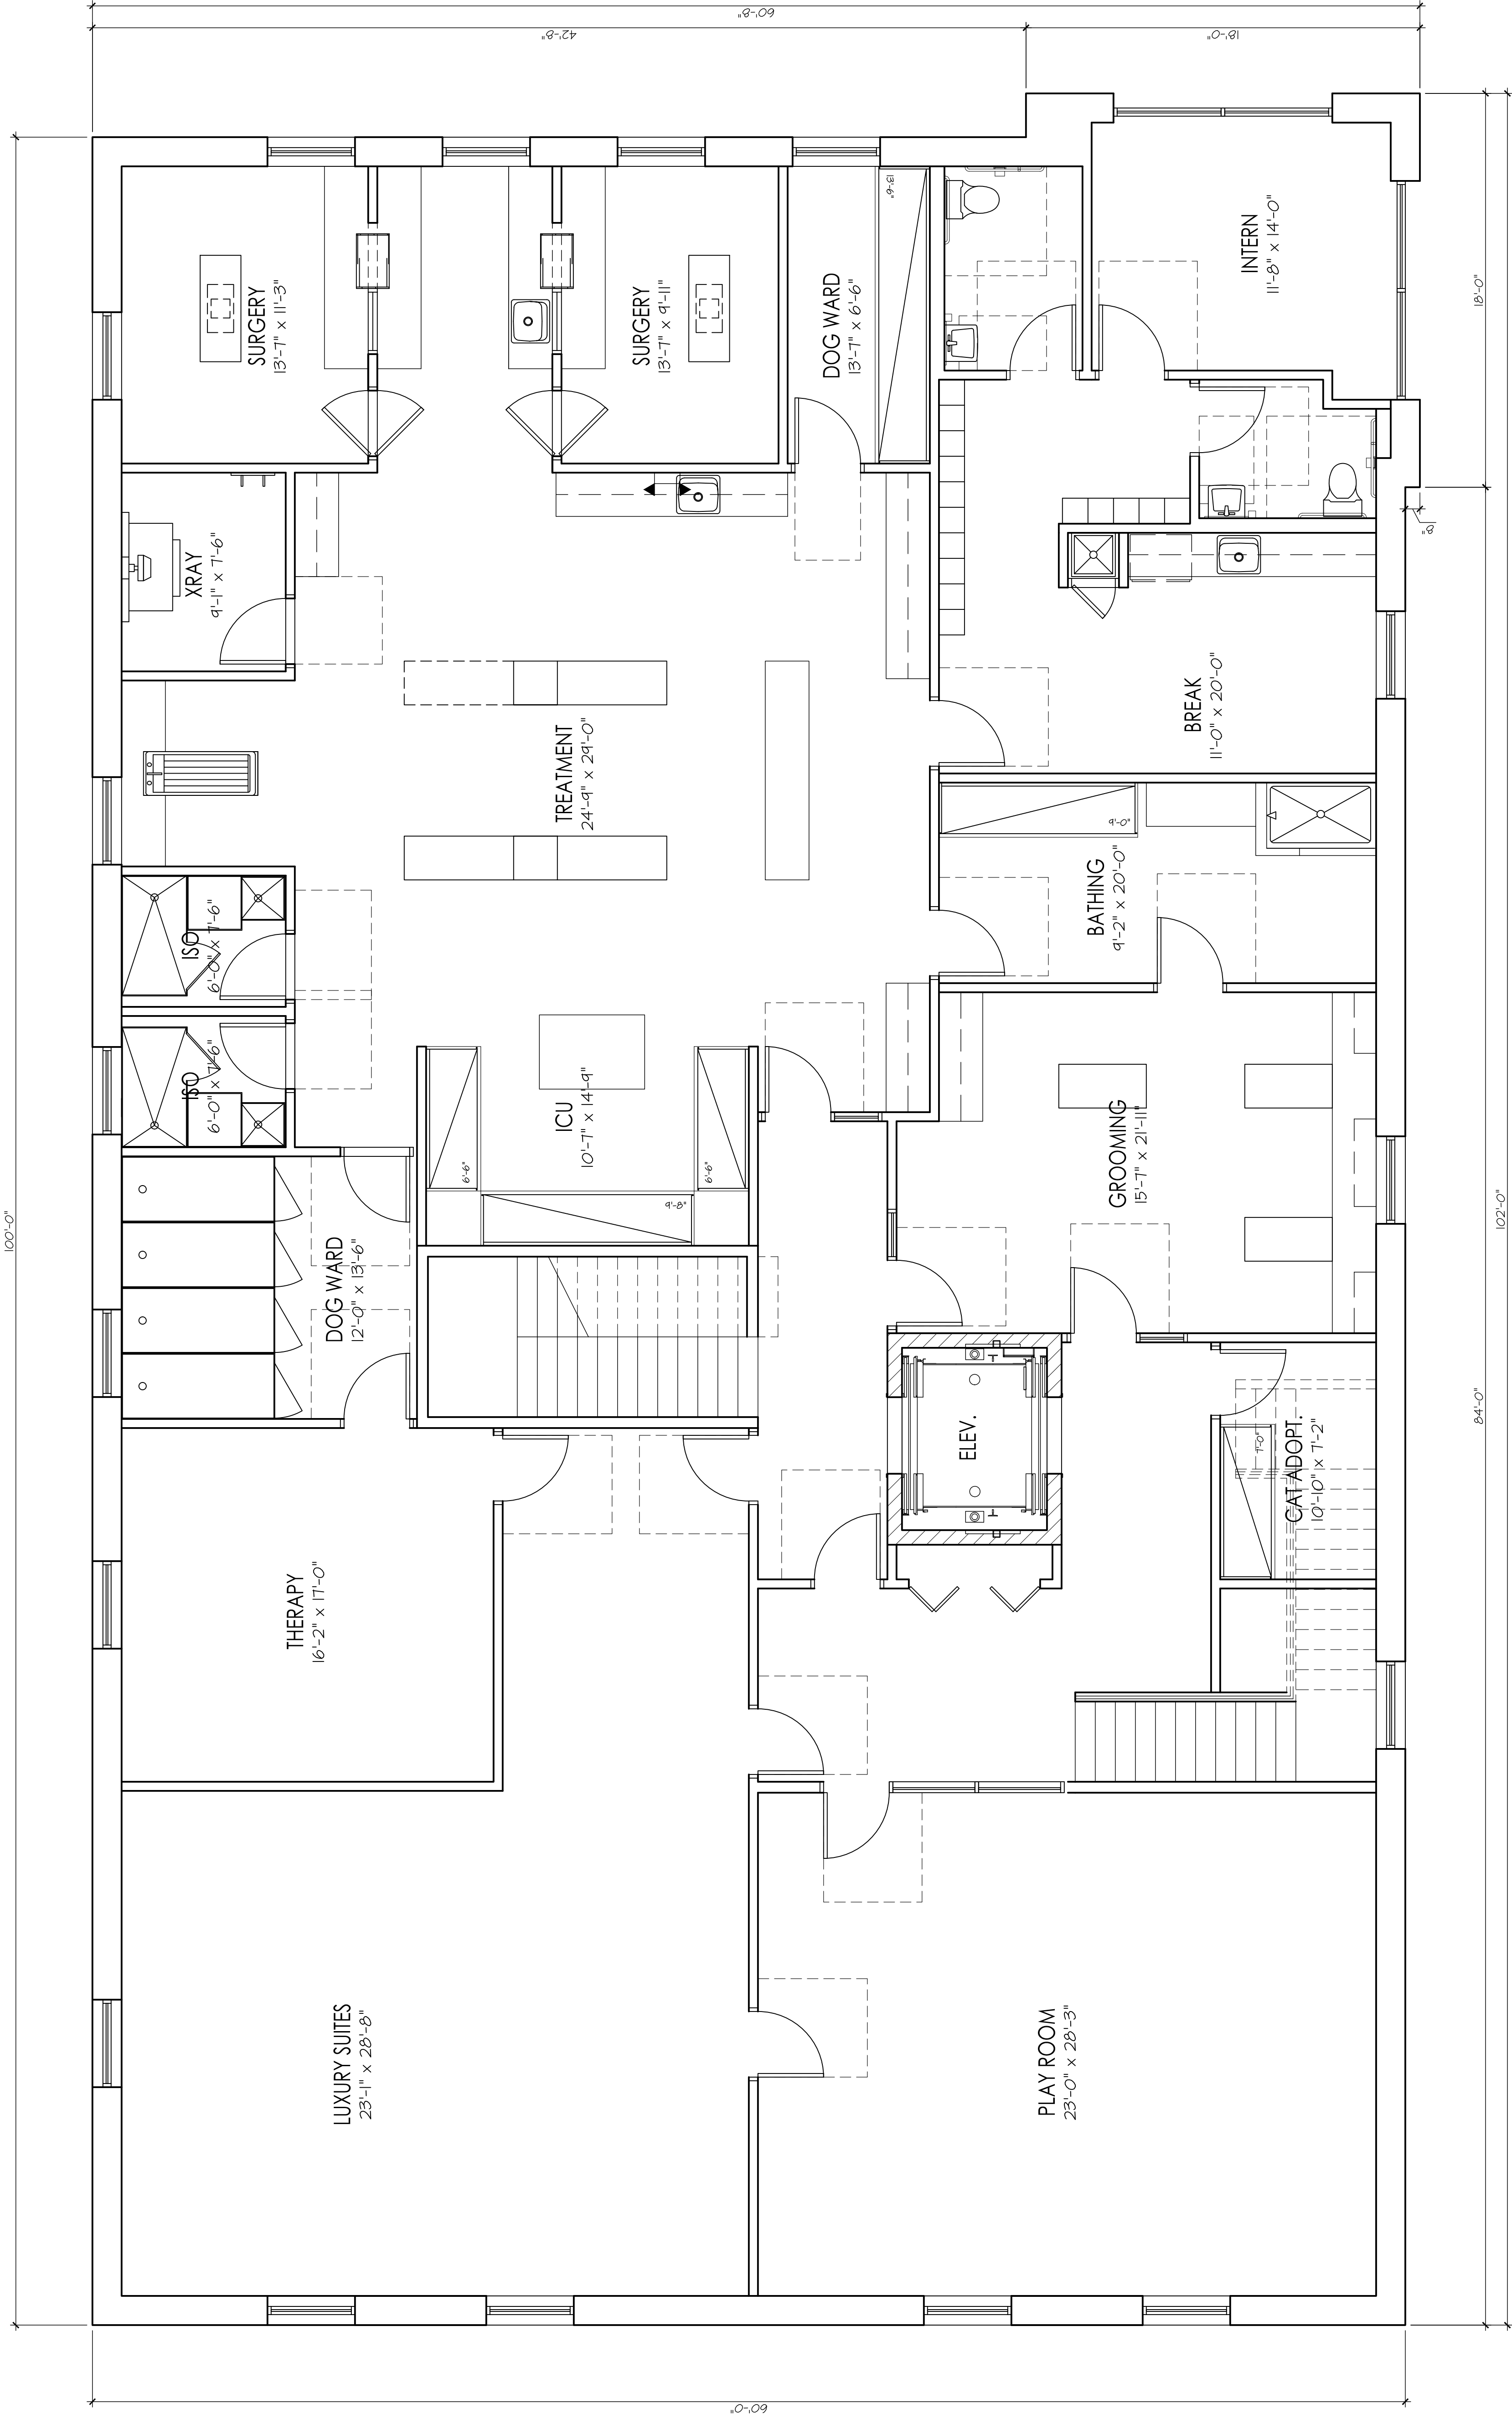 60'-8"
42'-8"
18'-0"
100'-0"
SURGERY
13'-7" x 11'-3"
SURGERY
13'-7" x 9'-11"
DOG WARD
13'-7" x 6'-6"
13'-6"
INTERN
11'-8" x 14'-0"
18'-0"
8"
XRAY
9'-1" x 7'-6"
TREATMENT
24'-9" x 29'-0"
BREAK
11'-0" x 20'-0"
BATHING
9'-2" x 20'-0"
9'-0"
ISO
6'-0" x 7'-6"
ISO
6'-0" x 7'-6"
ICU
10'-7" x 14'-9"
6'-6"
6'-6"
9'-8"
GROOMING
15'-7" x 21'-11"
DOG WARD
12'-0" x 13'-6"
ELEV.
CAT ADOPT.
10'-10" x 7'-2"
7'-0"
84'-0"
102'-0"
THERAPY
16'-2" x 17'-0"
LUXURY SUITES
23'-1" x 28'-8"
PLAY ROOM
23'-0" x 28'-3"
60'-0"